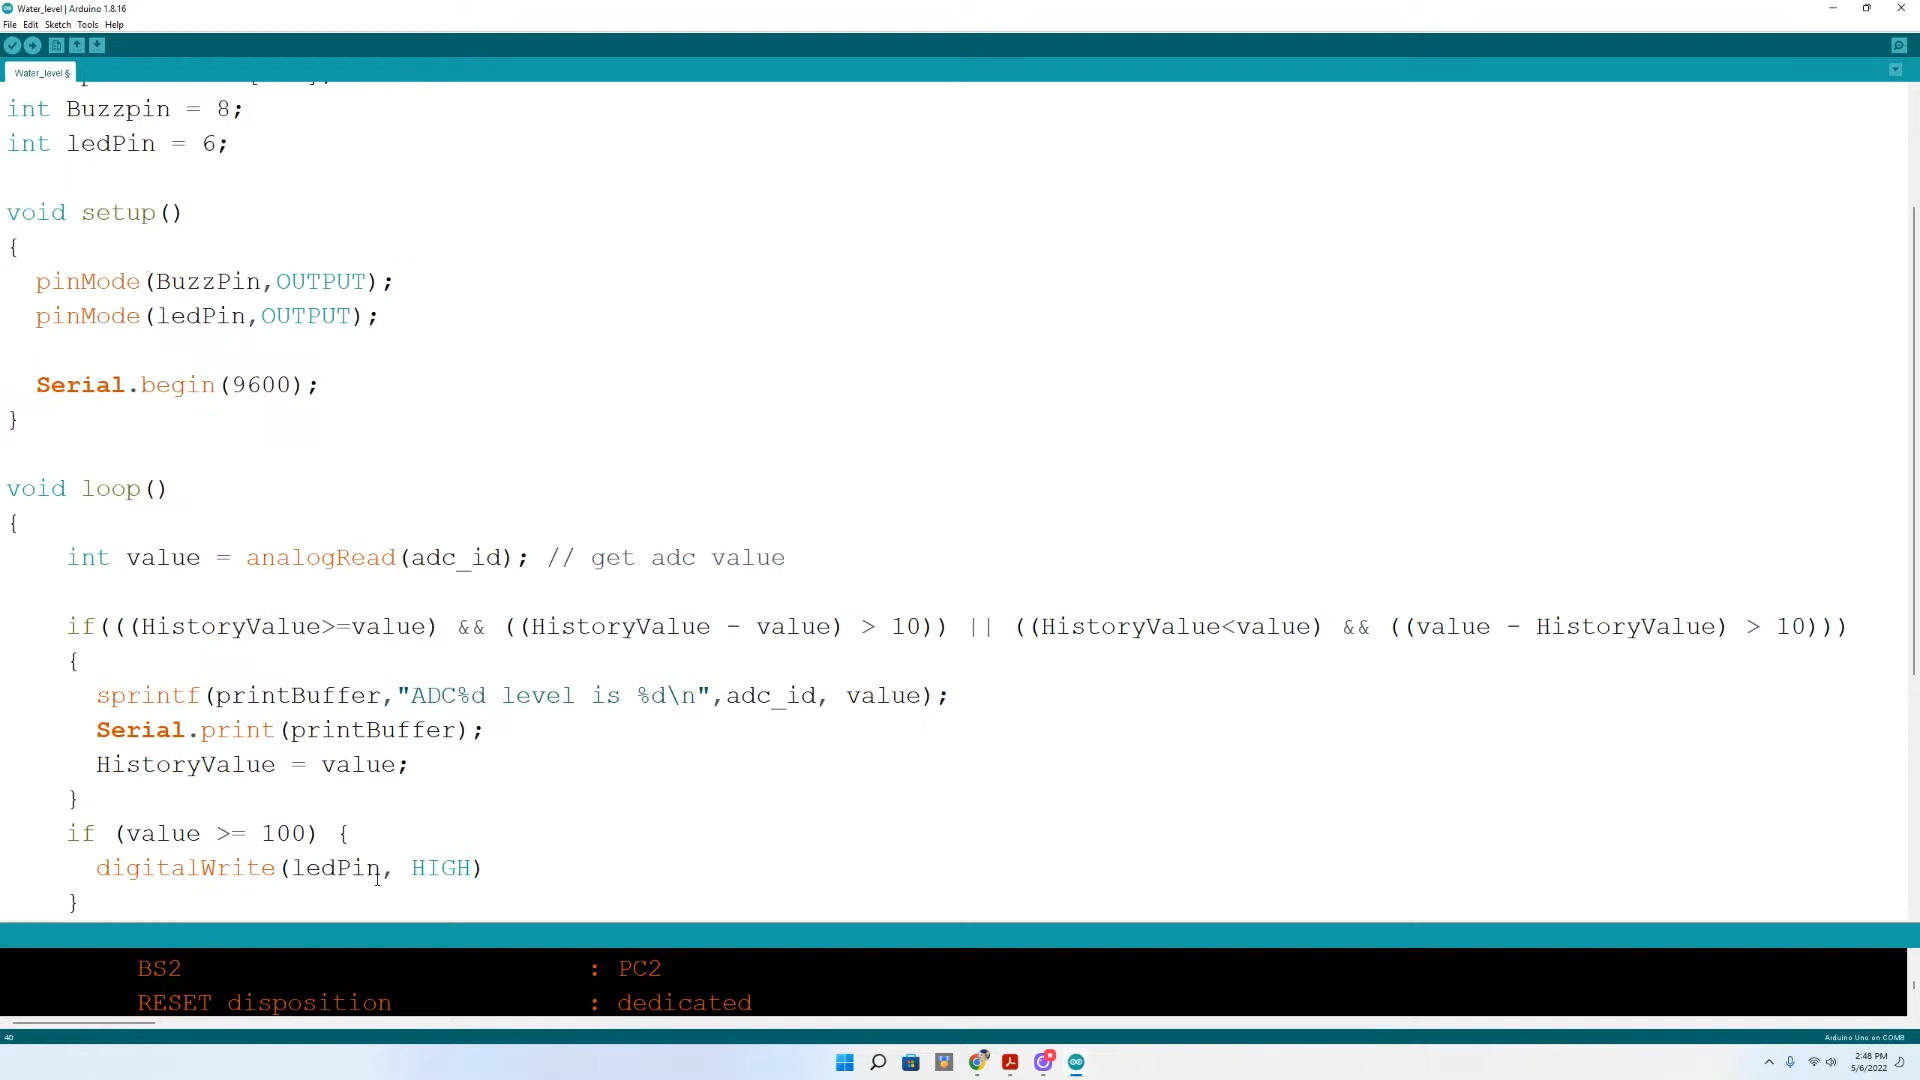 Water_level | Arduino 1.8.16
File Edit Sketch Tools Help
Water_level §
int Buzzpin = 8;
int ledPin = 6;
void setup()
{
pinMode(BuzzPin,OUTPUT);
pinMode(ledPin,OUTPUT);
Serial.begin(9600);
}
void loop()
{
int value = analogRead(adc_id); // get adc value
if(((HistoryValue>=value) && ((HistoryValue - value) > 10)) || ((HistoryValue<value) && ((value - HistoryValue) > 10)))
{
sprintf(printBuffer,"ADC%d level is %d\n",adc_id, value);
Serial.print(printBuffer);
HistoryValue = value;
}
if (value >= 100) {
digitalWrite(ledPin, HIGH)
}
BS2 : PC2
RESET disposition : dedicated
40
Arduino Uno on COM8
2:48 PM
5/6/2022